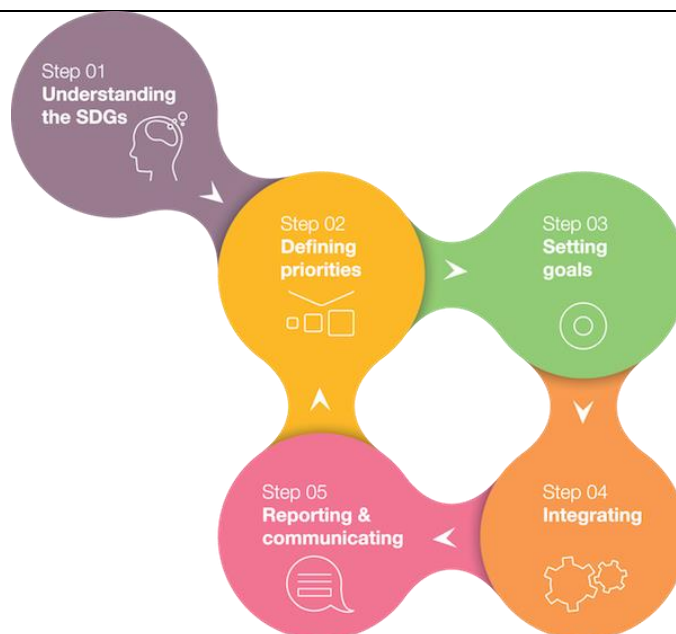 Step 01
Understanding
the SDGs
Step 02
Defining
priorities
Step 03
Setting
goals
Step 04
Integrating
Step 05
Reporting &
communicating